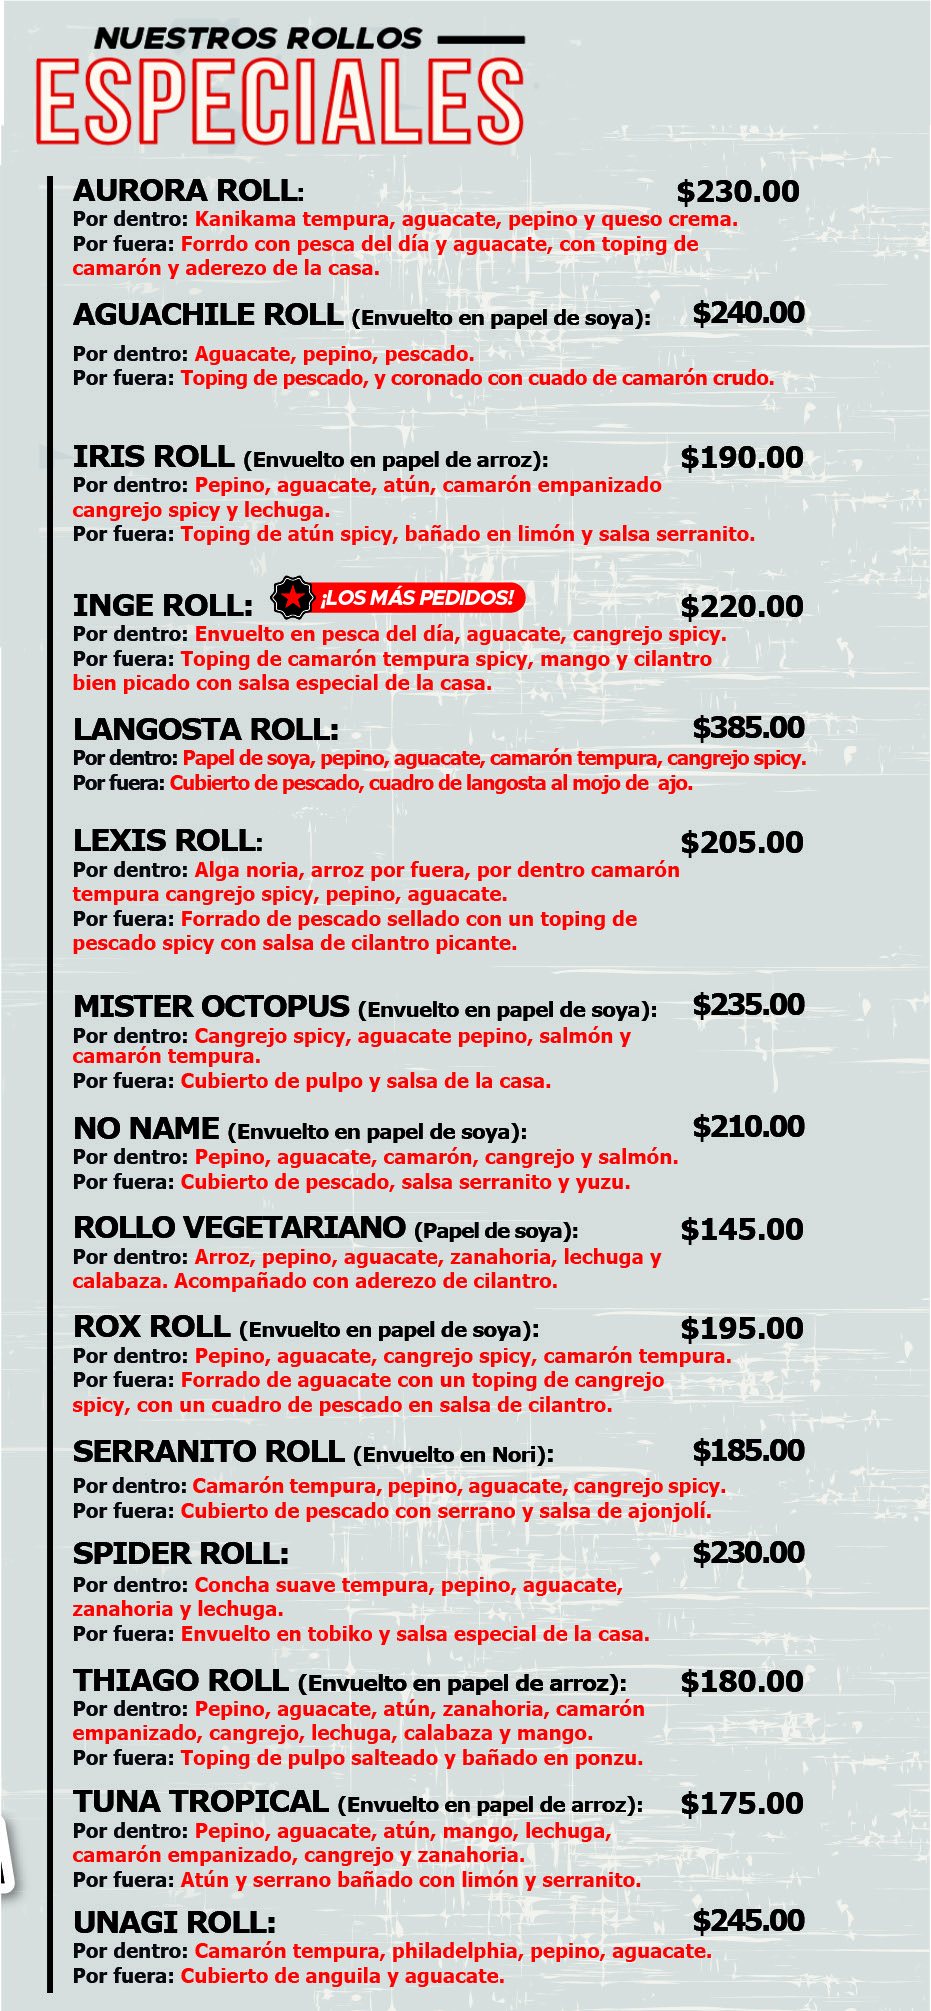 NUESTROS ROLLOS
ESPECIALES
AURORA ROLL: $230.00
Por dentro: Kanikama tempura, aguacate, pepino y queso crema.
Por fuera: Forrdo con pesca del día y aguacate, con toping de
camarón y aderezo de la casa.
AGUACHILE ROLL (Envuelto en papel de soya): $240.00
Por dentro: Aguacate, pepino, pescado.
Por fuera: Toping de pescado, y coronado con cuado de camarón crudo.
IRIS ROLL (Envuelto en papel de arroz): $190.00
Por dentro: Pepino, aguacate, atún, camarón empanizado
cangrejo spicy y lechuga.
Por fuera: Toping de atún spicy, bañado en limón y salsa serranito.
INGE ROLL: ¡LOS MÁS PEDIDOS! $220.00
Por dentro: Envuelto en pesca del día, aguacate, cangrejo spicy.
Por fuera: Toping de camarón tempura spicy, mango y cilantro
bien picado con salsa especial de la casa.
LANGOSTA ROLL: $385.00
Por dentro: Papel de soya, pepino, aguacate, camarón tempura, cangrejo spicy.
Por fuera: Cubierto de pescado, cuadro de langosta al mojo de ajo.
LEXIS ROLL: $205.00
Por dentro: Alga noria, arroz por fuera, por dentro camarón
tempura cangrejo spicy, pepino, aguacate.
Por fuera: Forrado de pescado sellado con un toping de
pescado spicy con salsa de cilantro picante.
MISTER OCTOPUS (Envuelto en papel de soya): $235.00
Por dentro: Cangrejo spicy, aguacate pepino, salmón y
camarón tempura.
Por fuera: Cubierto de pulpo y salsa de la casa.
NO NAME (Envuelto en papel de soya): $210.00
Por dentro: Pepino, aguacate, camarón, cangrejo y salmón.
Por fuera: Cubierto de pescado, salsa serranito y yuzu.
ROLLO VEGETARIANO (Papel de soya): $145.00
Por dentro: Arroz, pepino, aguacate, zanahoria, lechuga y
calabaza. Acompañado con aderezo de cilantro.
ROX ROLL (Envuelto en papel de soya): $195.00
Por dentro: Pepino, aguacate, cangrejo spicy, camarón tempura.
Por fuera: Forrado de aguacate con un toping de cangrejo
spicy, con un cuadro de pescado en salsa de cilantro.
SERRANITO ROLL (Envuelto en Nori): $185.00
Por dentro: Camarón tempura, pepino, aguacate, cangrejo spicy.
Por fuera: Cubierto de pescado con serrano y salsa de ajonjolí.
SPIDER ROLL: $230.00
Por dentro: Concha suave tempura, pepino, aguacate,
zanahoria y lechuga.
Por fuera: Envuelto en tobiko y salsa especial de la casa.
THIAGO ROLL (Envuelto en papel de arroz): $180.00
Por dentro: Pepino, aguacate, atún, zanahoria, camarón
empanizado, cangrejo, lechuga, calabaza y mango.
Por fuera: Toping de pulpo salteado y bañado en ponzu.
TUNA TROPICAL (Envuelto en papel de arroz): $175.00
Por dentro: Pepino, aguacate, atún, mango, lechuga,
camarón empanizado, cangrejo y zanahoria.
Por fuera: Atún y serrano bañado con limón y serranito.
UNAGI ROLL: $245.00
Por dentro: Camarón tempura, philadelphia, pepino, aguacate.
Por fuera: Cubierto de anguila y aguacate.